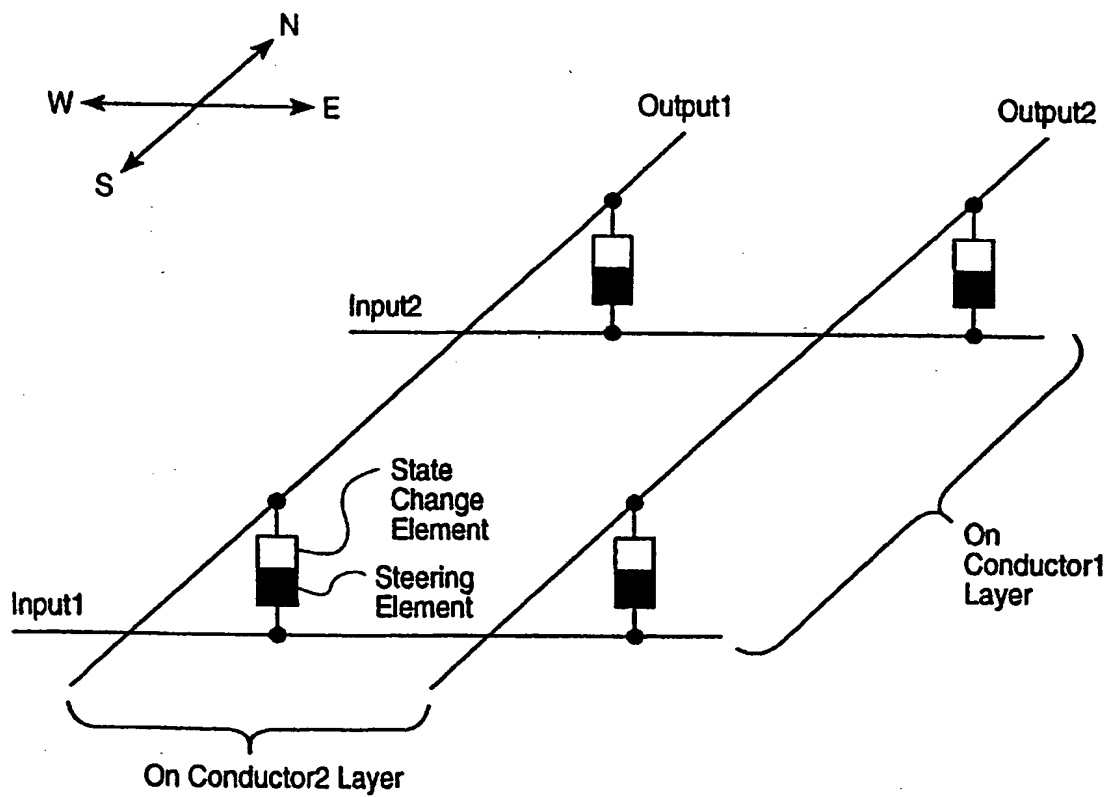 N
W
E
S
Output1
Output2
Input2
State
Change
Element
Steering
Element
On
Conductor1
Layer
Input1
On Conductor2 Layer